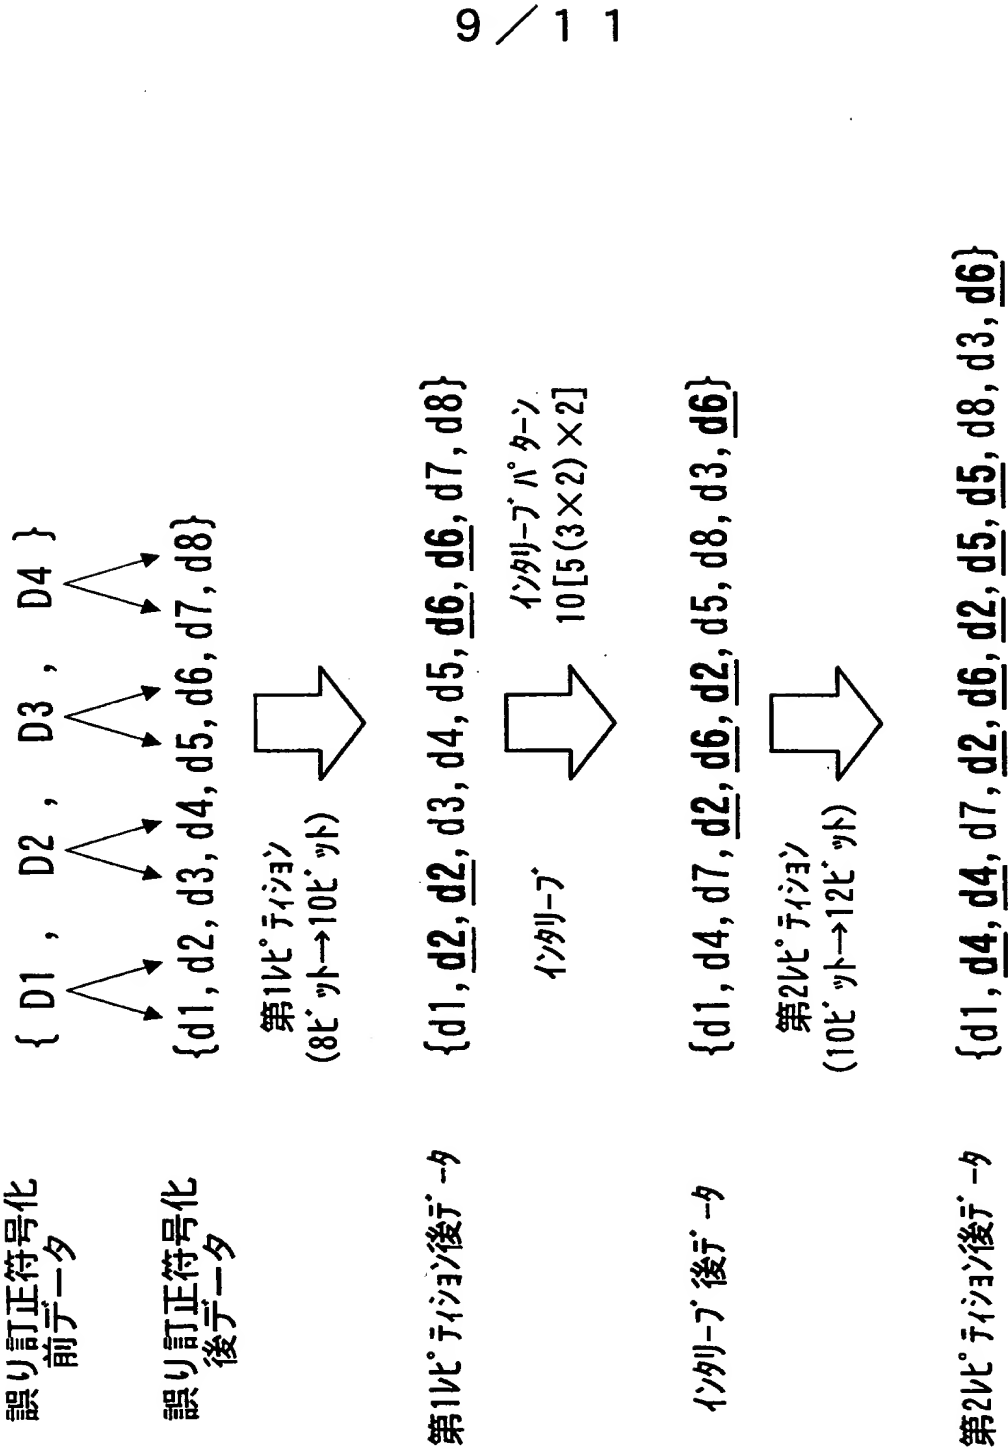 9／11
{ D1 , D2 , D3 , D4 }
誤り訂正符号化
前データ
{d1, d2, d3, d4, d5, d6, d7, d8}
誤り訂正符号化
後データ
第1ﾚﾋﾟﾃｨｼｮﾝ
(8ﾋﾞｯﾄ→10ﾋﾞｯﾄ)
{d1, d2, d2, d3, d4, d5, d6, d6, d7, d8}
第1ﾚﾋﾟﾃｨｼｮﾝ後ﾃﾞｰﾀ
ｲﾝﾀﾘｰﾌﾞ
ｲﾝﾀﾘｰﾌﾞﾊﾟﾀｰﾝ
10[5(3×2)×2]
{d1, d4, d7, d2, d6, d2, d5, d8, d3, d6}
ｲﾝﾀﾘｰﾌﾞ後ﾃﾞｰﾀ
第2ﾚﾋﾟﾃｨｼｮﾝ
(10ﾋﾞｯﾄ→12ﾋﾞｯﾄ)
{d1, d4, d4, d7, d2, d6, d2, d5, d5, d8, d3, d6}
第2ﾚﾋﾟﾃｨｼｮﾝ後ﾃﾞｰﾀ